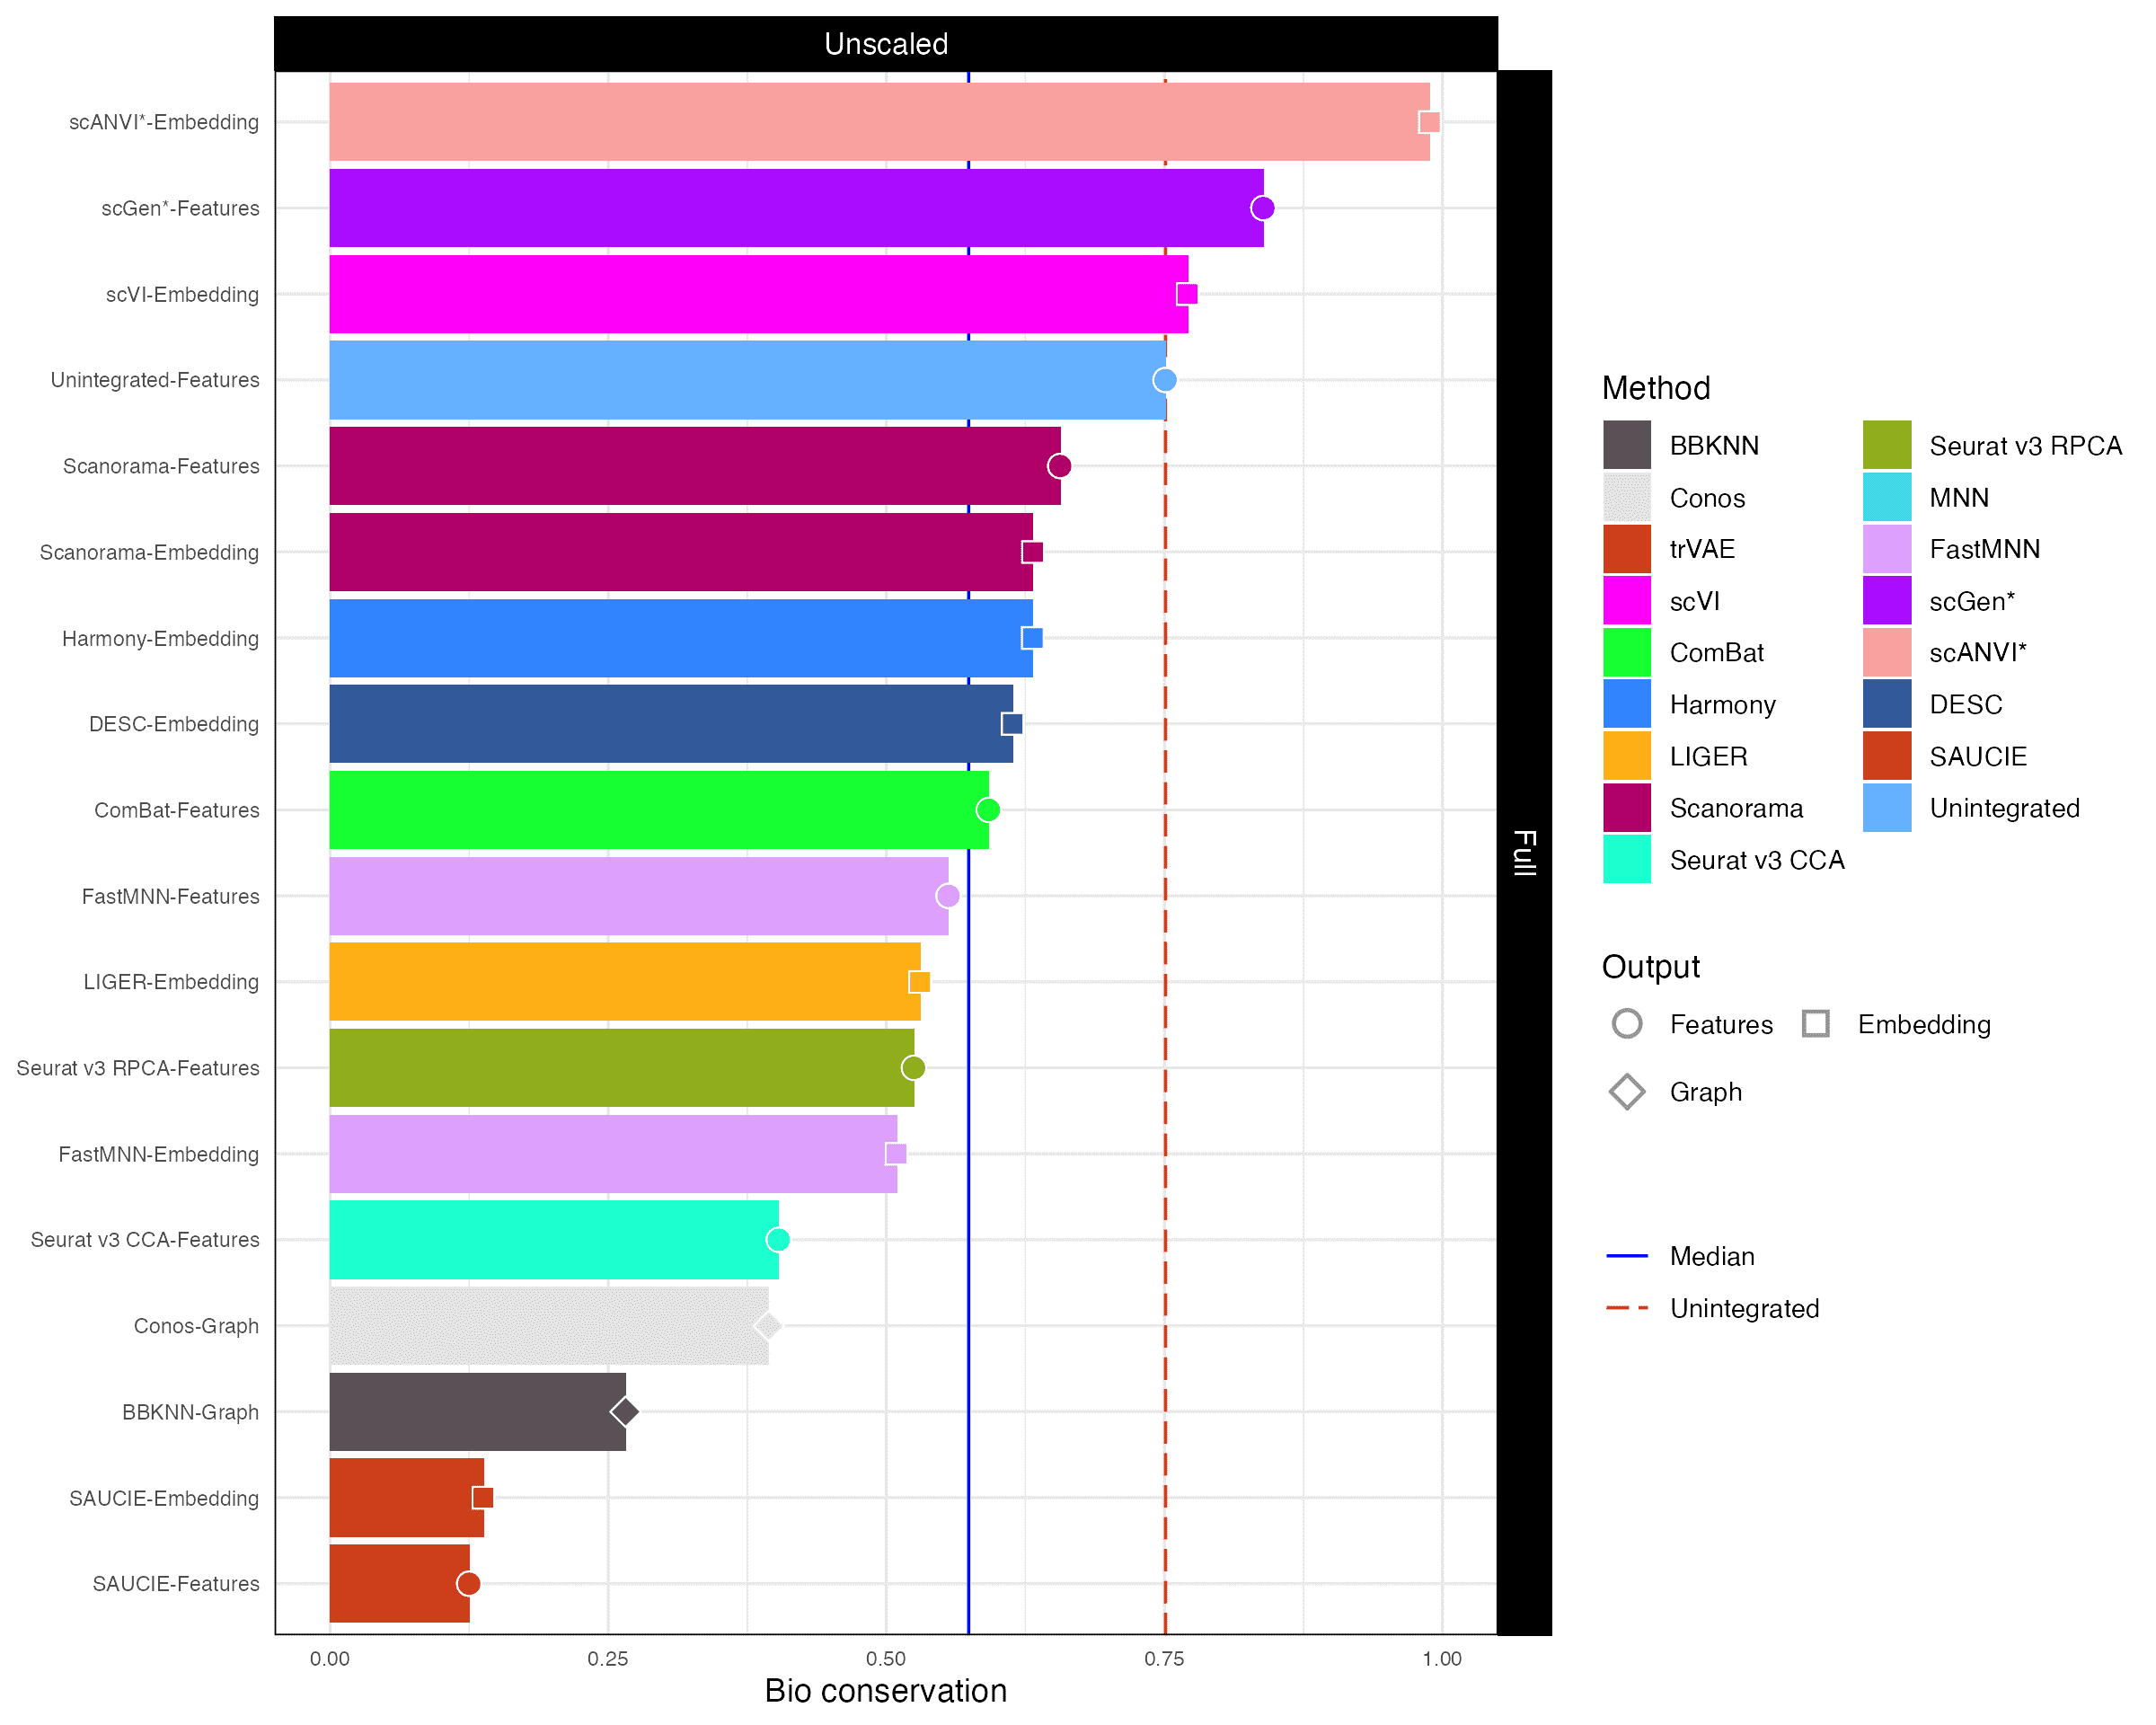 Unscaled
scANVI*-Embedding
scGen*-Features
scVI-Embedding
Unintegrated-Features
Scanorama-Features
Scanorama-Embedding
Harmony-Embedding
DESC-Embedding
ComBat-Features
FastMNN-Features
LIGER-Embedding
Seurat v3 RPCA-Features
FastMNN-Embedding
Seurat v3 CCA-Features
Conos-Graph
BBKNN-Graph
SAUCIE-Embedding
SAUCIE-Features
0.00 0.25 0.50 0.75 1.00
Bio conservation
Full
Method
BBKNN
Conos
trVAE
scVI
ComBat
Harmony
LIGER
Scanorama
Seurat v3 CCA
Seurat v3 RPCA
MNN
FastMNN
scGen*
scANVI*
DESC
SAUCIE
Unintegrated
Output
Features Embedding
Graph
Median
Unintegrated